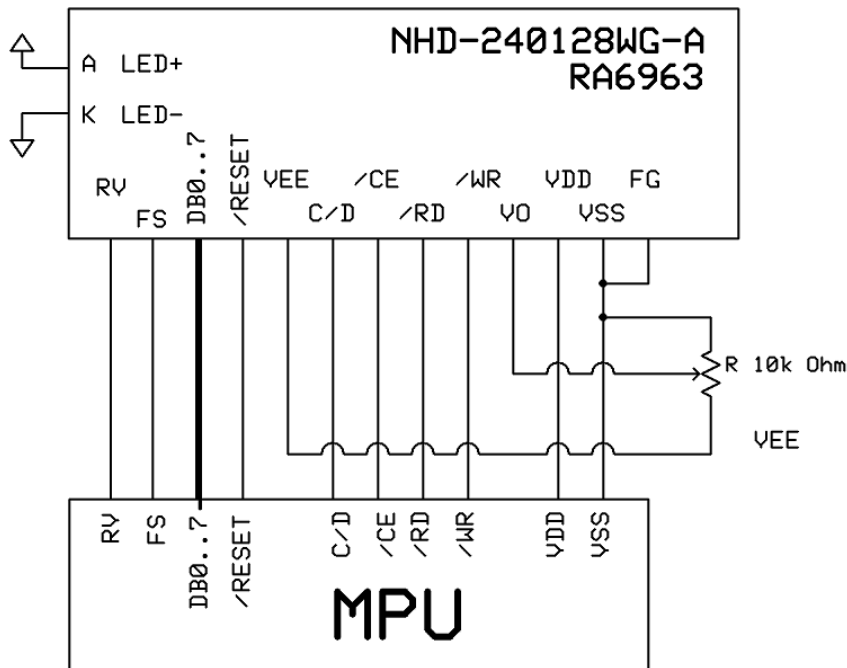 NHD-240128WG-A
RA6963
A LED+
K LED-
RV
FS
DB0..7
/RESET
VEE
C/D
/CE
/RD
/WR
VO
VDD
VSS
FG
R 10k Ohm
VEE
RV
FS
DB0..7
/RESET
C/D
/CE
/RD
/WR
VDD
VSS
MPU